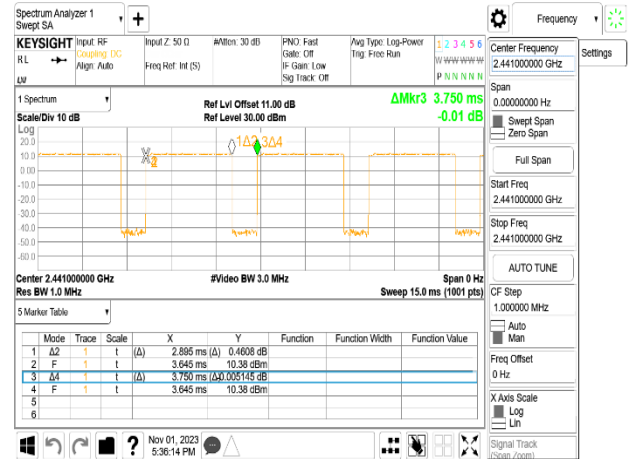 Spectrum Analyzer 1
Swept SA
+
Frequency
KEYSIGHT Input: RF Input Z: 50 Ω #Atten: 30 dB PNO: Fast Avg Type: Log-Power 1 2 3 4 5 6
RL Coupling: DC Gate: Off Trig: Free Run
Align: Auto Freq Ref: Int (S) IF Gain: Low W W W W W W
Sig Track: Off P N N N N N
Settings
Center Frequency
2.441000000 GHz
Span
0.00000000 Hz
Swept Span
Zero Span
Full Span
Start Freq
2.441000000 GHz
Stop Freq
2.441000000 GHz
AUTO TUNE
CF Step
1.000000 MHz
Auto
Man
Freq Offset
0 Hz
X Axis Scale
Log
Lin
Signal Track
(Span Zoom)
1 Spectrum
Scale/Div 10 dB
Ref Lvl Offset 11.00 dB
Ref Level 30.00 dBm
ΔMkr3 3.750 ms
-0.01 dB
Log
20.0
10.0
0.00
-10.0
-20.0
-30.0
-40.0
-50.0
-60.0
1Δ2 3Δ4
Center 2.441000000 GHz #Video BW 3.0 MHz Span 0 Hz
Res BW 1.0 MHz Sweep 15.0 ms (1001 pts)
5 Marker Table
Mode Trace Scale X Y Function Function Width Function Value
1 Δ2 1 t (Δ) 2.895 ms (Δ) 0.4608 dB
2 F 1 t 3.645 ms 10.38 dBm
3 Δ4 1 t (Δ) 3.750 ms (Δ) -0.005145 dB
4 F 1 t 3.645 ms 10.38 dBm
5
6
?
Nov 01, 2023
5:36:14 PM